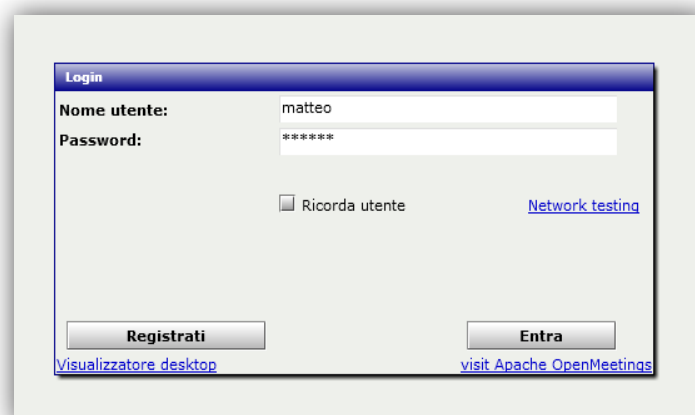 Login
Nome utente: matteo
Password: ******
Ricorda utente Network testing
Registrati Entra
Visualizzatore desktop visit Apache OpenMeetings